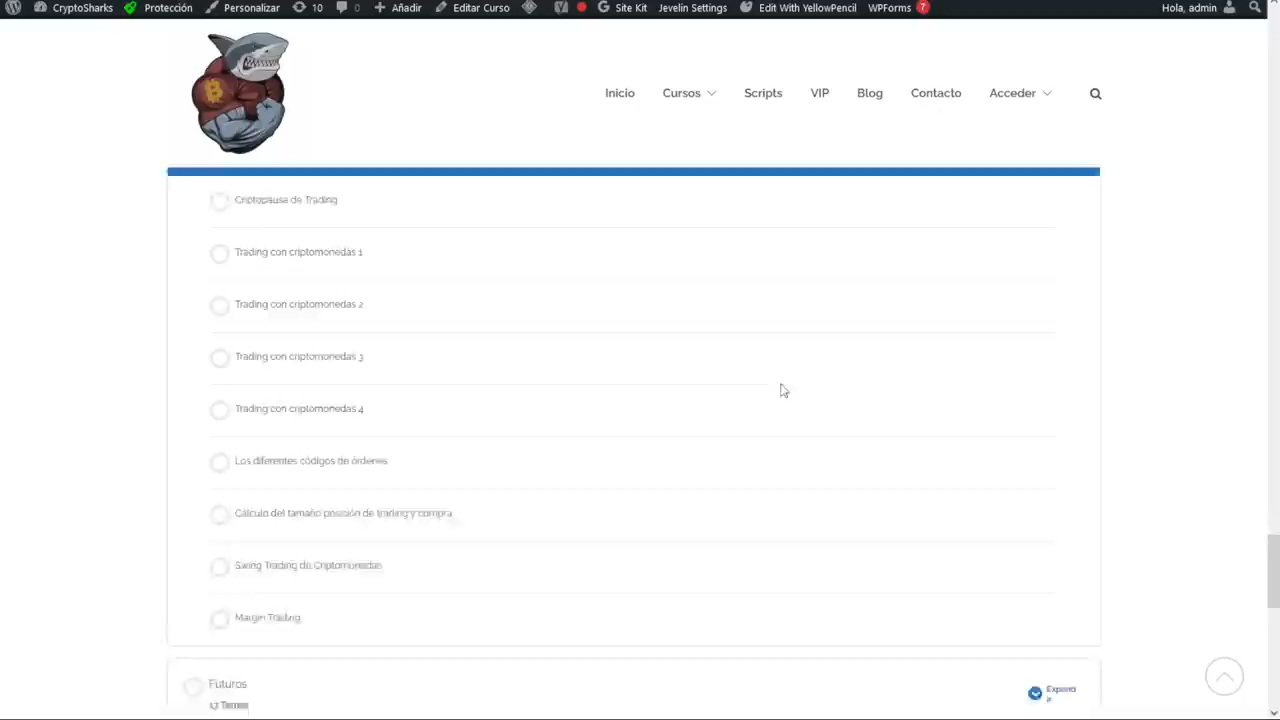 CryptoSharks Protección Personalizar 10 0 Añadir Editar Curso Site Kit Jevelin Settings Edit With YellowPencil WPForms 7 Hola, admin
Inicio Cursos Scripts VIP Blog Contacto Acceder
de Trading
Trading con criptomonedas 1
Trading con criptomonedas 2
Trading con criptomonedas 3
Trading con criptomonedas 4
Los diferentes códigos de órdenes
Cálculo del tamaño posición de trading y compra
Swing Trading de Criptomonedas
Margin Trading
Futuros